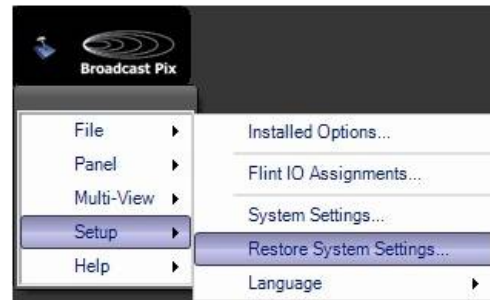 Broadcast Pix
File
Panel
Multi-View
Setup
Help
Installed Options...
Flint IO Assignments...
System Settings...
Restore System Settings...
Language